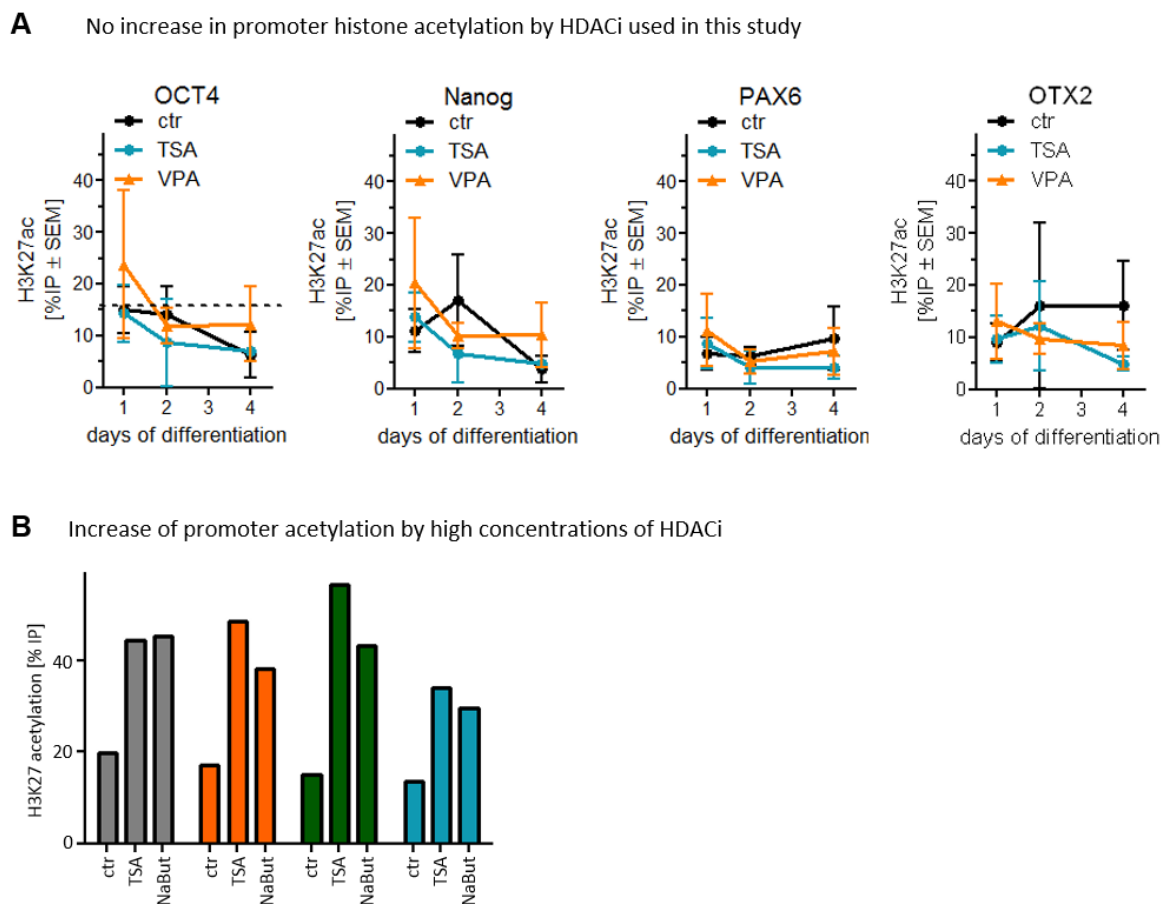 A No increase in promoter histone acetylation by HDACi used in this study
OCT4
ctr
TSA
VPA
H3K27ac
[%IP ± SEM]
40
30
20
10
0
1 2 3 4
days of differentiation
Nanog
ctr
TSA
VPA
H3K27ac
[%IP ± SEM]
40
30
20
10
0
1 2 3 4
days of differentiation
PAX6
ctr
TSA
VPA
H3K27ac
[%IP ± SEM]
40
30
20
10
0
1 2 3 4
days of differentiation
OTX2
ctr
TSA
VPA
H3K27ac
[%IP ± SEM]
40
30
20
10
0
1 2 3 4
days of differentiation
B Increase of promoter acetylation by high concentrations of HDACi
H3K27 acetylation [% IP]
40
20
0
ctr TSA NaBut ctr TSA NaBut ctr TSA NaBut ctr TSA NaBut